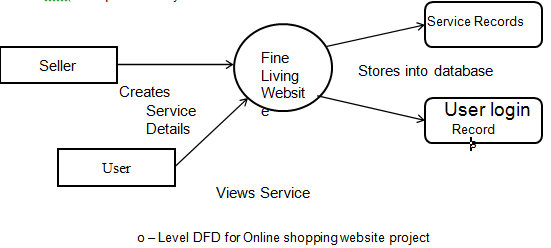 Service Records
Seller
Fine
Living
Websit
e
Stores into database
Creates
Service
Details
User login
Record
User
Views Service
o – Level DFD for Online shopping website project